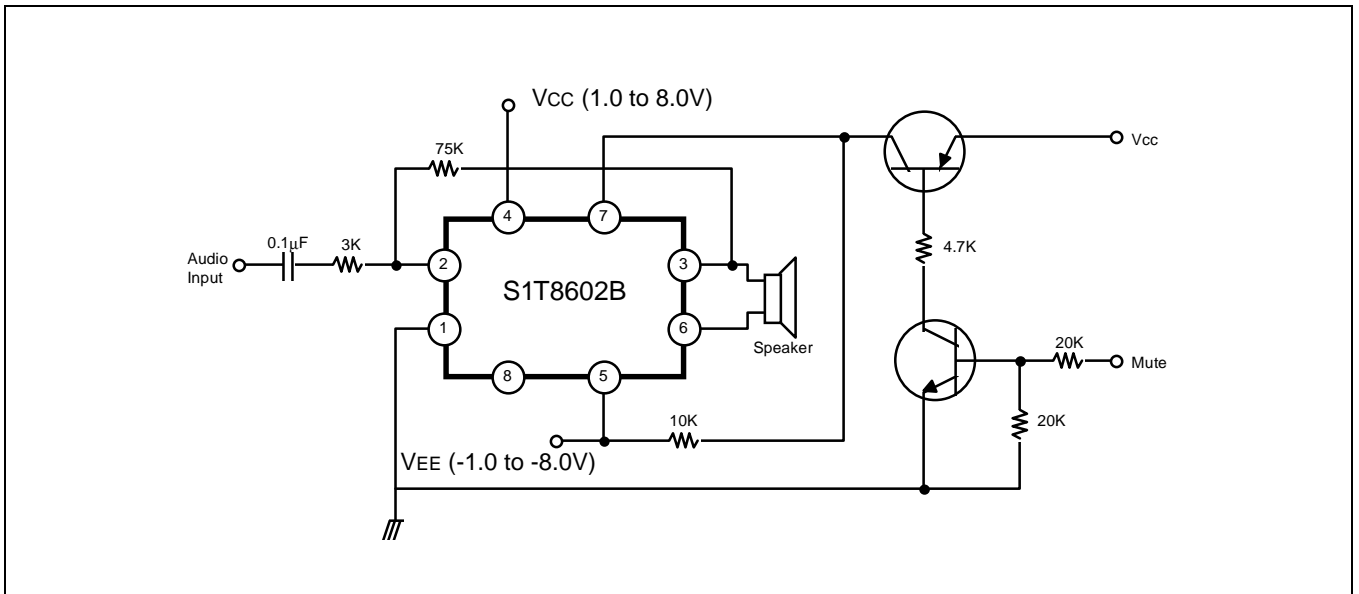 VCC (1.0 to 8.0V)
Vcc
75K
4
7
4.7K
0.1μF
3K
Audio
Input
2
3
S1T8602B
1
6
Speaker
20K
Mute
8
5
10K
20K
VEE (-1.0 to -8.0V)